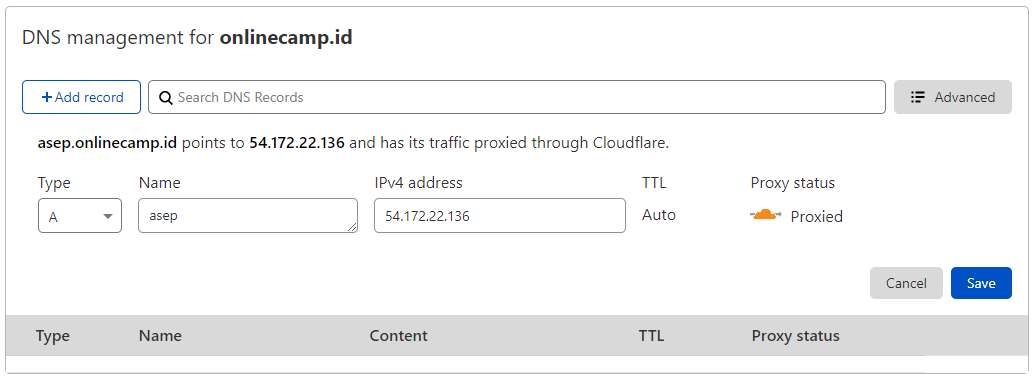 DNS management for onlinecamp.id
+Add record
Search DNS Records
Advanced
asep.onlinecamp.id points to 54.172.22.136 and has its traffic proxied through Cloudflare.
Type Name IPv4 address TTL Proxy status
A asep 54.172.22.136 Auto Proxied
Cancel Save
Type Name Content TTL Proxy status